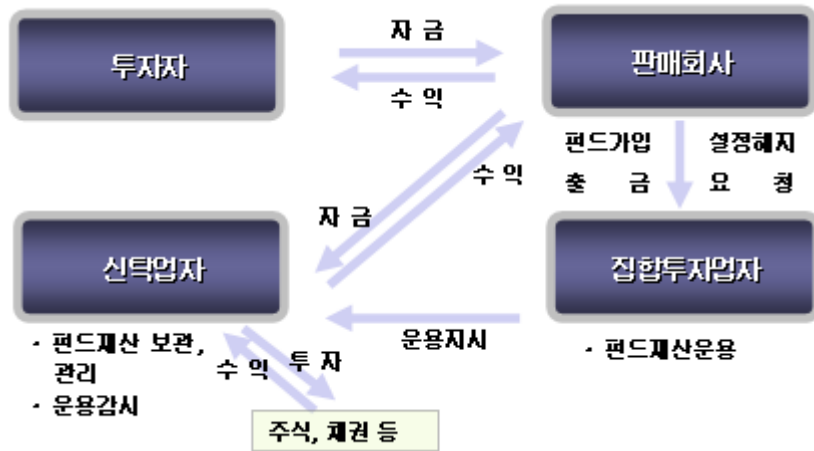 자 금
투자자
판매회사
수 익
펀드가입 설정해지
출 금 요 청
수 익
자 금
신탁업자
집합투자업자
운용지시
· 펀드재산 보관,
관리
· 운용감시
수 익
투 자
· 펀드재산운용
주식, 채권 등